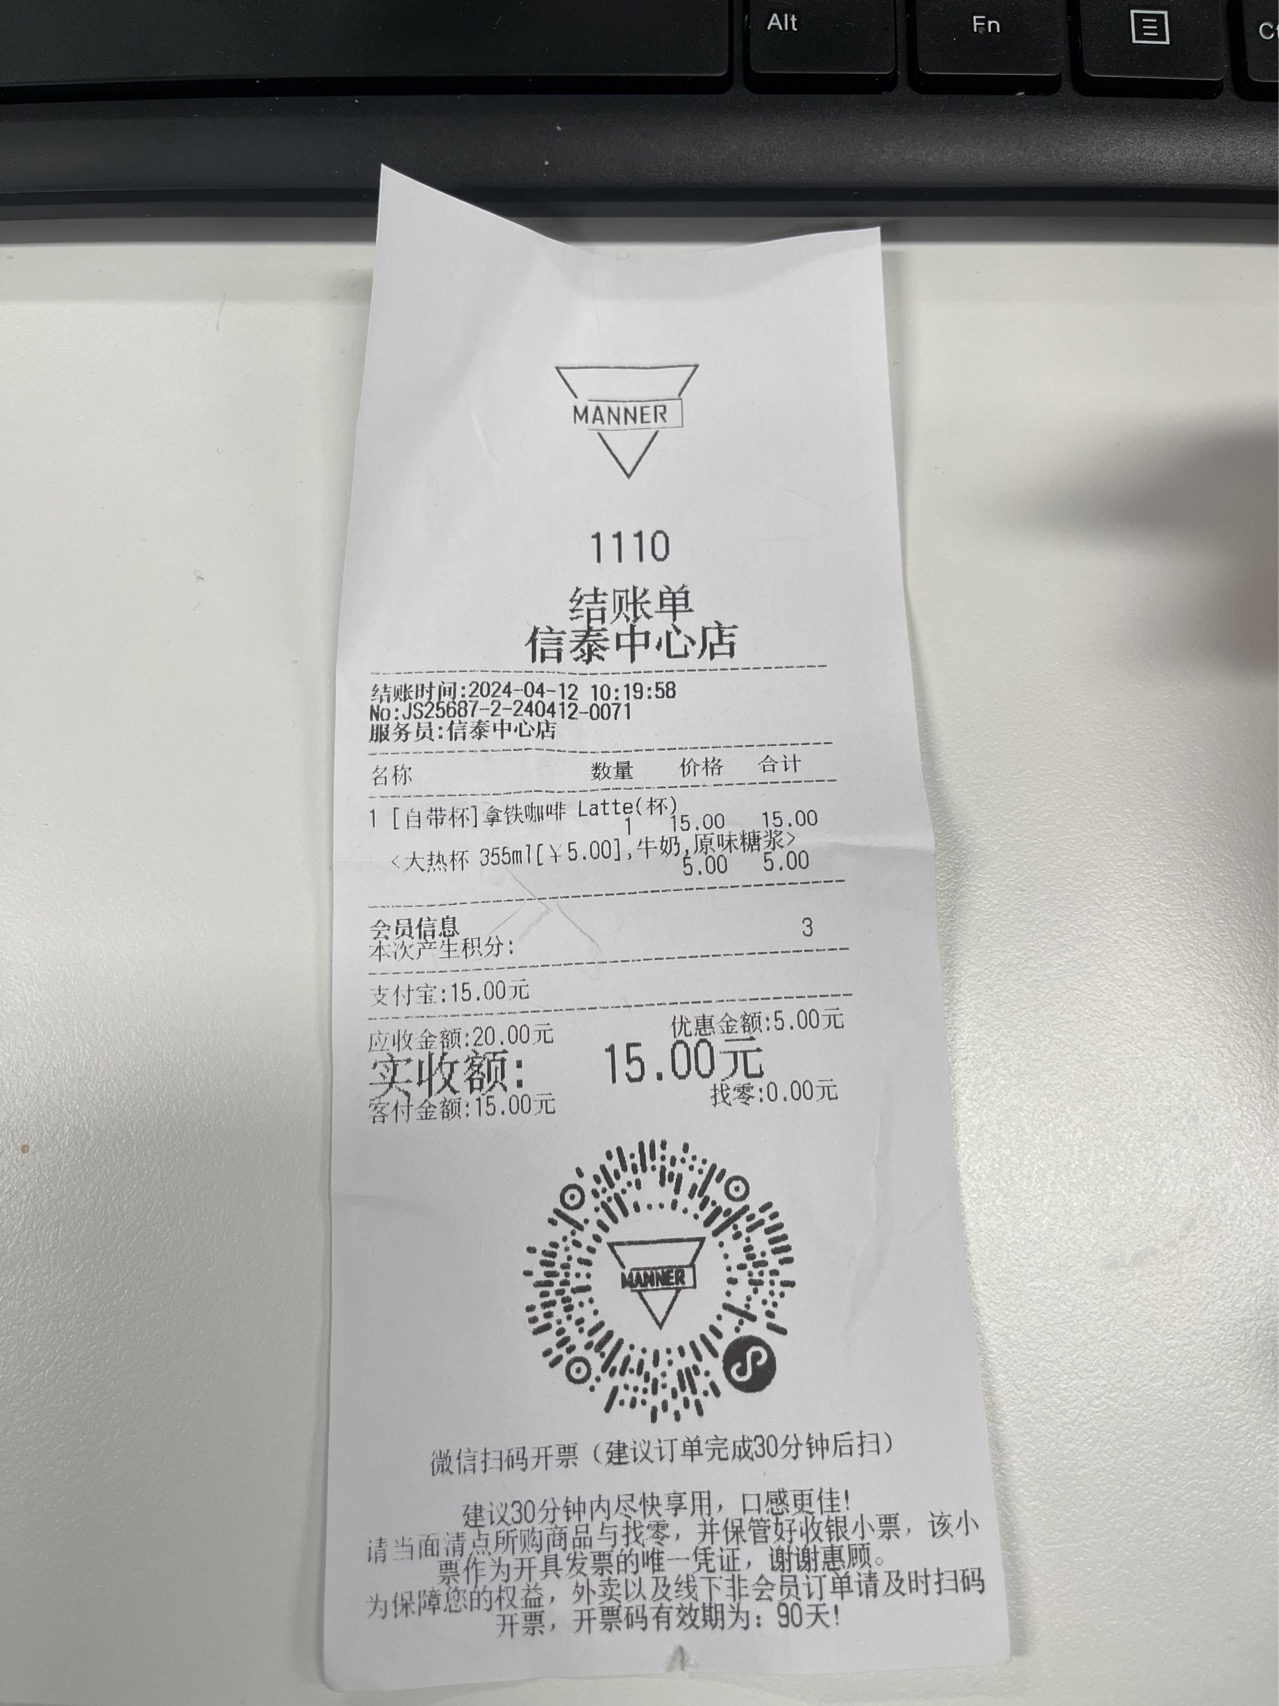 Alt
Fn
MANNER
1110
结账单
信泰中心店
结账时间:2024-04-12 10:19:58
No:JS25687-2-240412-0071
服务员:信泰中心店
名称 数量 价格 合计
1 [自带杯]拿铁咖啡 Latte(杯)
1 15.00 15.00
<大热杯 355ml[￥5.00],牛奶,原味糖浆>
5.00 5.00
会员信息
本次产生积分: 3
支付宝:15.00元
应收金额:20.00元 优惠金额:5.00元
实收额: 15.00元
客付金额:15.00元 找零:0.00元
MANNER
微信扫码开票（建议订单完成30分钟后扫）
建议30分钟内尽快享用，口感更佳!
请当面清点所购商品与找零，并保管好收银小票，该小
票作为开具发票的唯一凭证，谢谢惠顾。
为保障您的权益，外卖以及线下非会员订单请及时扫码
开票，开票码有效期为：90天!